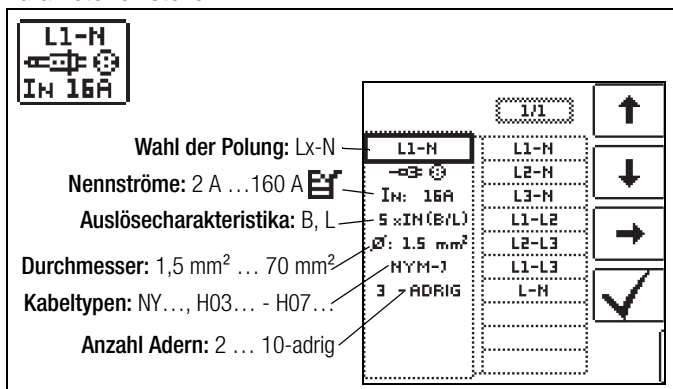 L1-N
IN 16A
1/1
Wahl der Polung: Lx-N
Nennströme: 2 A …160 A
Auslösecharakteristika: B, L
Durchmesser: 1,5 mm² … 70 mm²
Kabeltypen: NY…, H03… - H07…
Anzahl Adern: 2 … 10-adrig
L1-N
IN: 16A
5 xIN(B/L)
Ø: 1.5 mm²
NYM-J
3 -ADRIG
L1-N
L2-N
L3-N
L1-L2
L2-L3
L1-L3
L-N